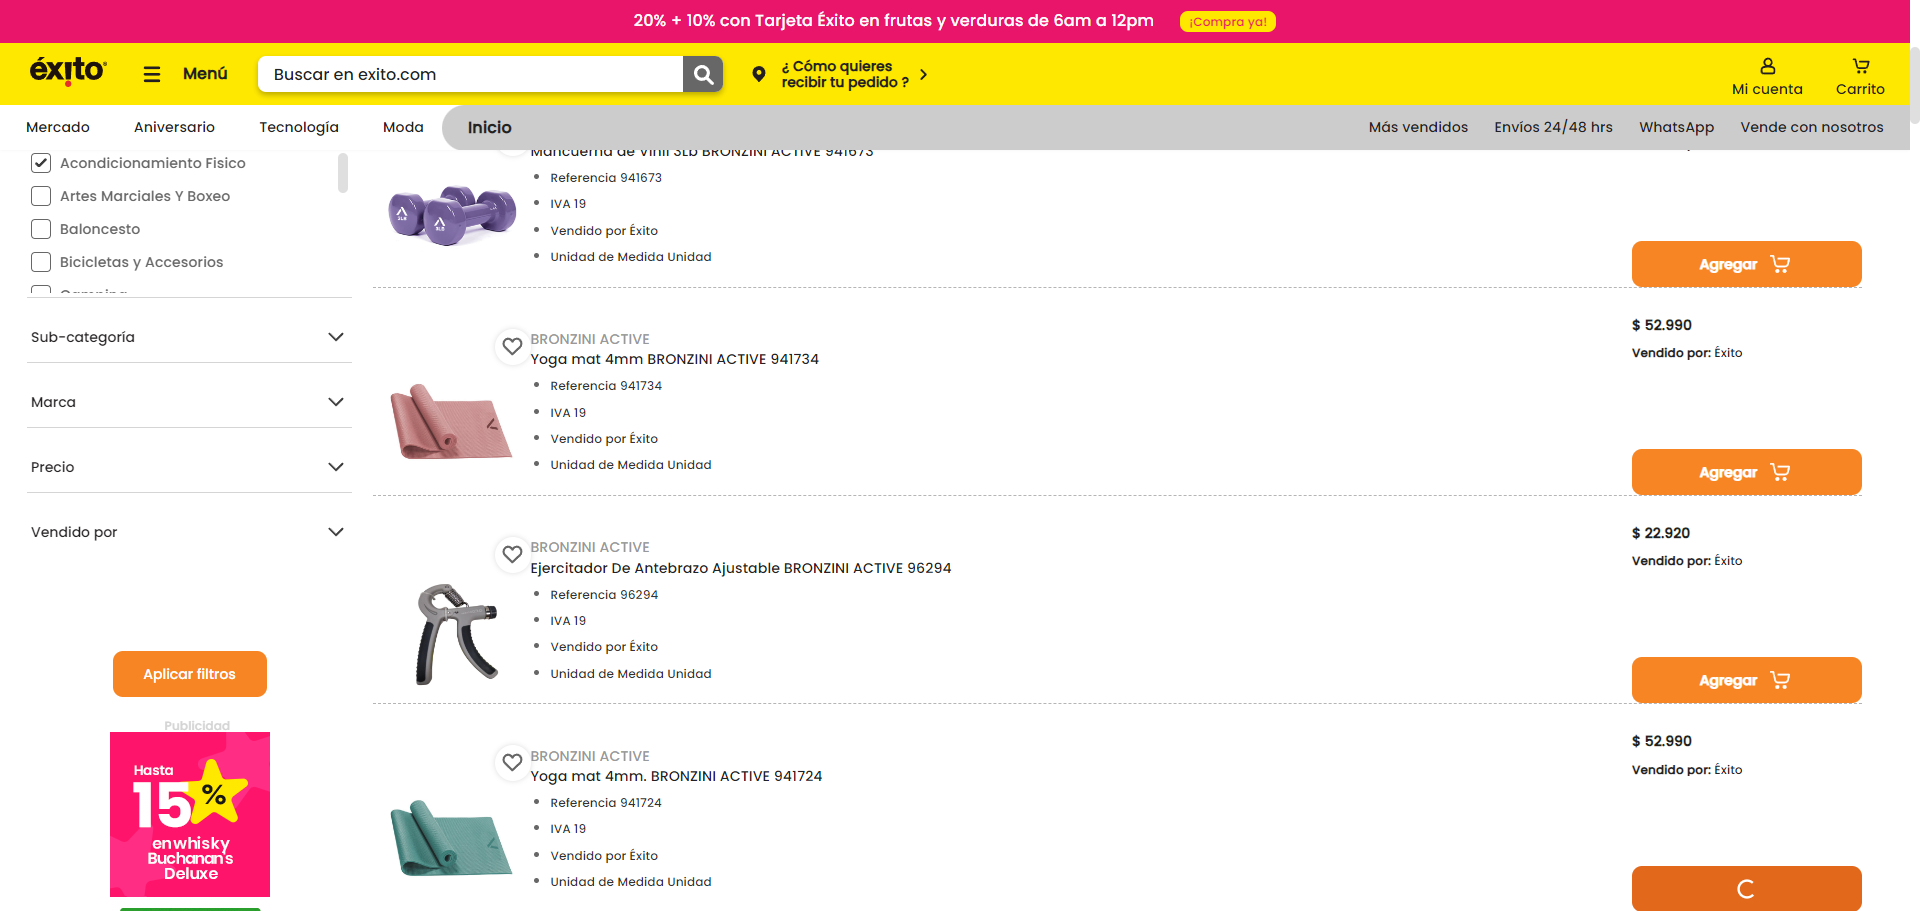 20% + 10% con Tarjeta Éxito en frutas y verduras de 6am a 12pm
¡Compra ya!
éxito
Menú
Buscar en exito.com
¿ Cómo quieres
recibir tu pedido ?
Mi cuenta
Carrito
Mercado
Aniversario
Tecnología
Moda
Inicio
Más vendidos
Envíos 24/48 hrs
WhatsApp
Vende con nosotros
Acondicionamiento Fisico
Artes Marciales Y Boxeo
Baloncesto
Bicicletas y Accesorios
Sub-categoría
Marca
Precio
Vendido por
Aplicar filtros
Publicidad
Hasta
15%
en whisky
Buchanan's
Deluxe
Mancuerna de Vinil 3Lb BRONZINI ACTIVE 941673
Referencia 941673
IVA 19
Vendido por Éxito
Unidad de Medida Unidad
Agregar
BRONZINI ACTIVE
Yoga mat 4mm BRONZINI ACTIVE 941734
Referencia 941734
IVA 19
Vendido por Éxito
Unidad de Medida Unidad
$ 52.990
Vendido por: Éxito
Agregar
BRONZINI ACTIVE
Ejercitador De Antebrazo Ajustable BRONZINI ACTIVE 96294
Referencia 96294
IVA 19
Vendido por Éxito
Unidad de Medida Unidad
$ 22.920
Vendido por: Éxito
Agregar
BRONZINI ACTIVE
Yoga mat 4mm. BRONZINI ACTIVE 941724
Referencia 941724
IVA 19
Vendido por Éxito
Unidad de Medida Unidad
$ 52.990
Vendido por: Éxito